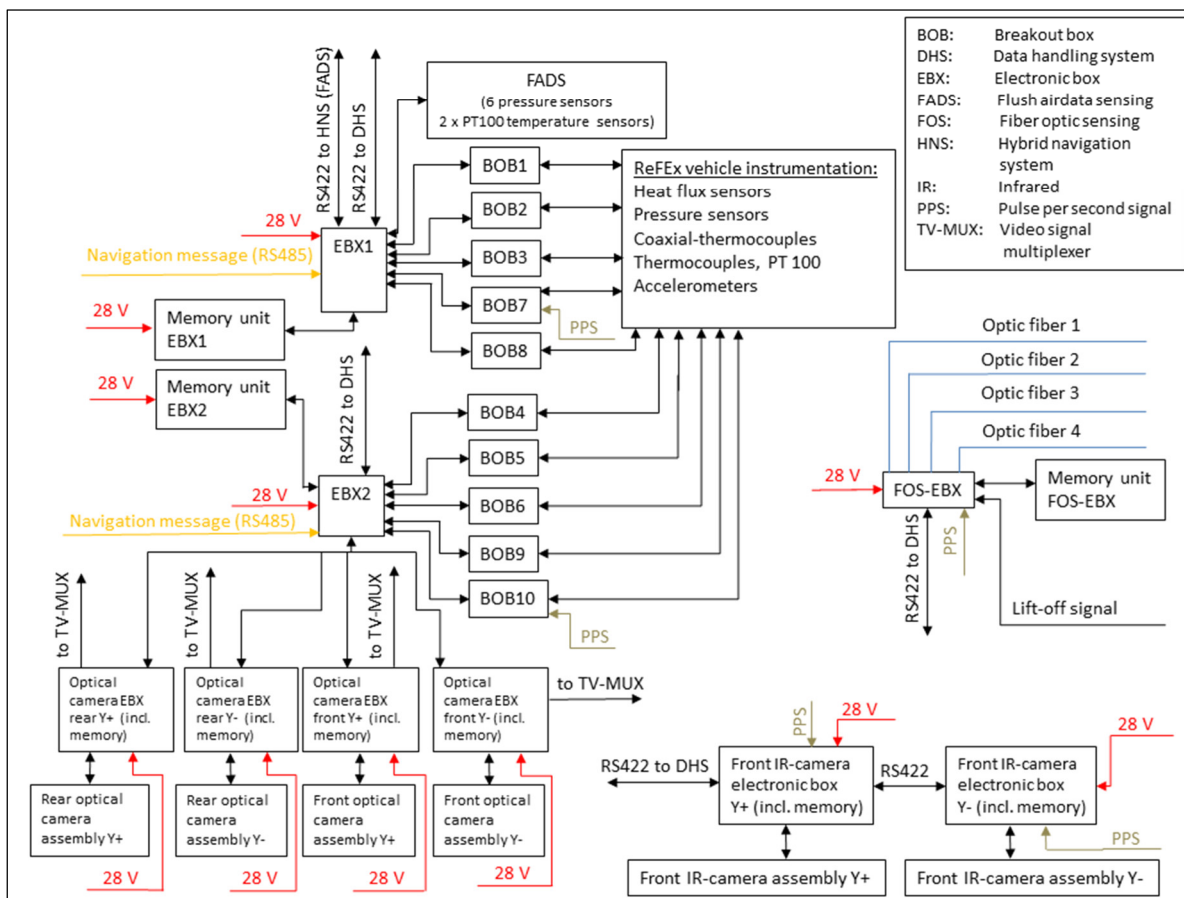 BOB: Breakout box
DHS: Data handling system
EBX: Electronic box
FADS: Flush airdata sensing
FOS: Fiber optic sensing
HNS: Hybrid navigation
system
IR: Infrared
PPS: Pulse per second signal
TV-MUX: Video signal
multiplexer
RS422 to HNS (FADS)
RS422 to DHS
FADS
(6 pressure sensors
2 x PT100 temperature sensors)
BOB1
BOB2
BOB3
BOB7
PPS
BOB8
ReFEx vehicle instrumentation:
Heat flux sensors
Pressure sensors
Coaxial-thermocouples
Thermocouples, PT 100
Accelerometers
28 V
EBX1
Navigation message (RS485)
28 V
Memory unit
EBX1
28 V
Memory unit
EBX2
RS422 to DHS
BOB4
BOB5
BOB6
BOB9
BOB10
PPS
28 V
EBX2
Navigation message (RS485)
Optic fiber 1
Optic fiber 2
Optic fiber 3
Optic fiber 4
28 V
FOS-EBX
Memory unit
FOS-EBX
RS422 to DHS
PPS
Lift-off signal
to TV-MUX
to TV-MUX
to TV-MUX
to TV-MUX
Optical
camera EBX
rear Y+ (incl.
memory)
Optical
camera EBX
rear Y- (incl.
memory)
Optical
camera EBX
front Y+ (incl.
memory)
Optical
camera EBX
front Y- (incl.
memory)
Rear optical
camera
assembly Y+
Rear optical
camera
assembly Y-
Front optical
camera
assembly Y+
Front optical
camera
assembly Y-
28 V
28 V
28 V
28 V
PPS
28 V
28 V
RS422 to DHS
Front IR-camera
electronic box
Y+ (incl. memory)
RS422
Front IR-camera
electronic box
Y- (incl. memory)
PPS
Front IR-camera assembly Y+
Front IR-camera assembly Y-